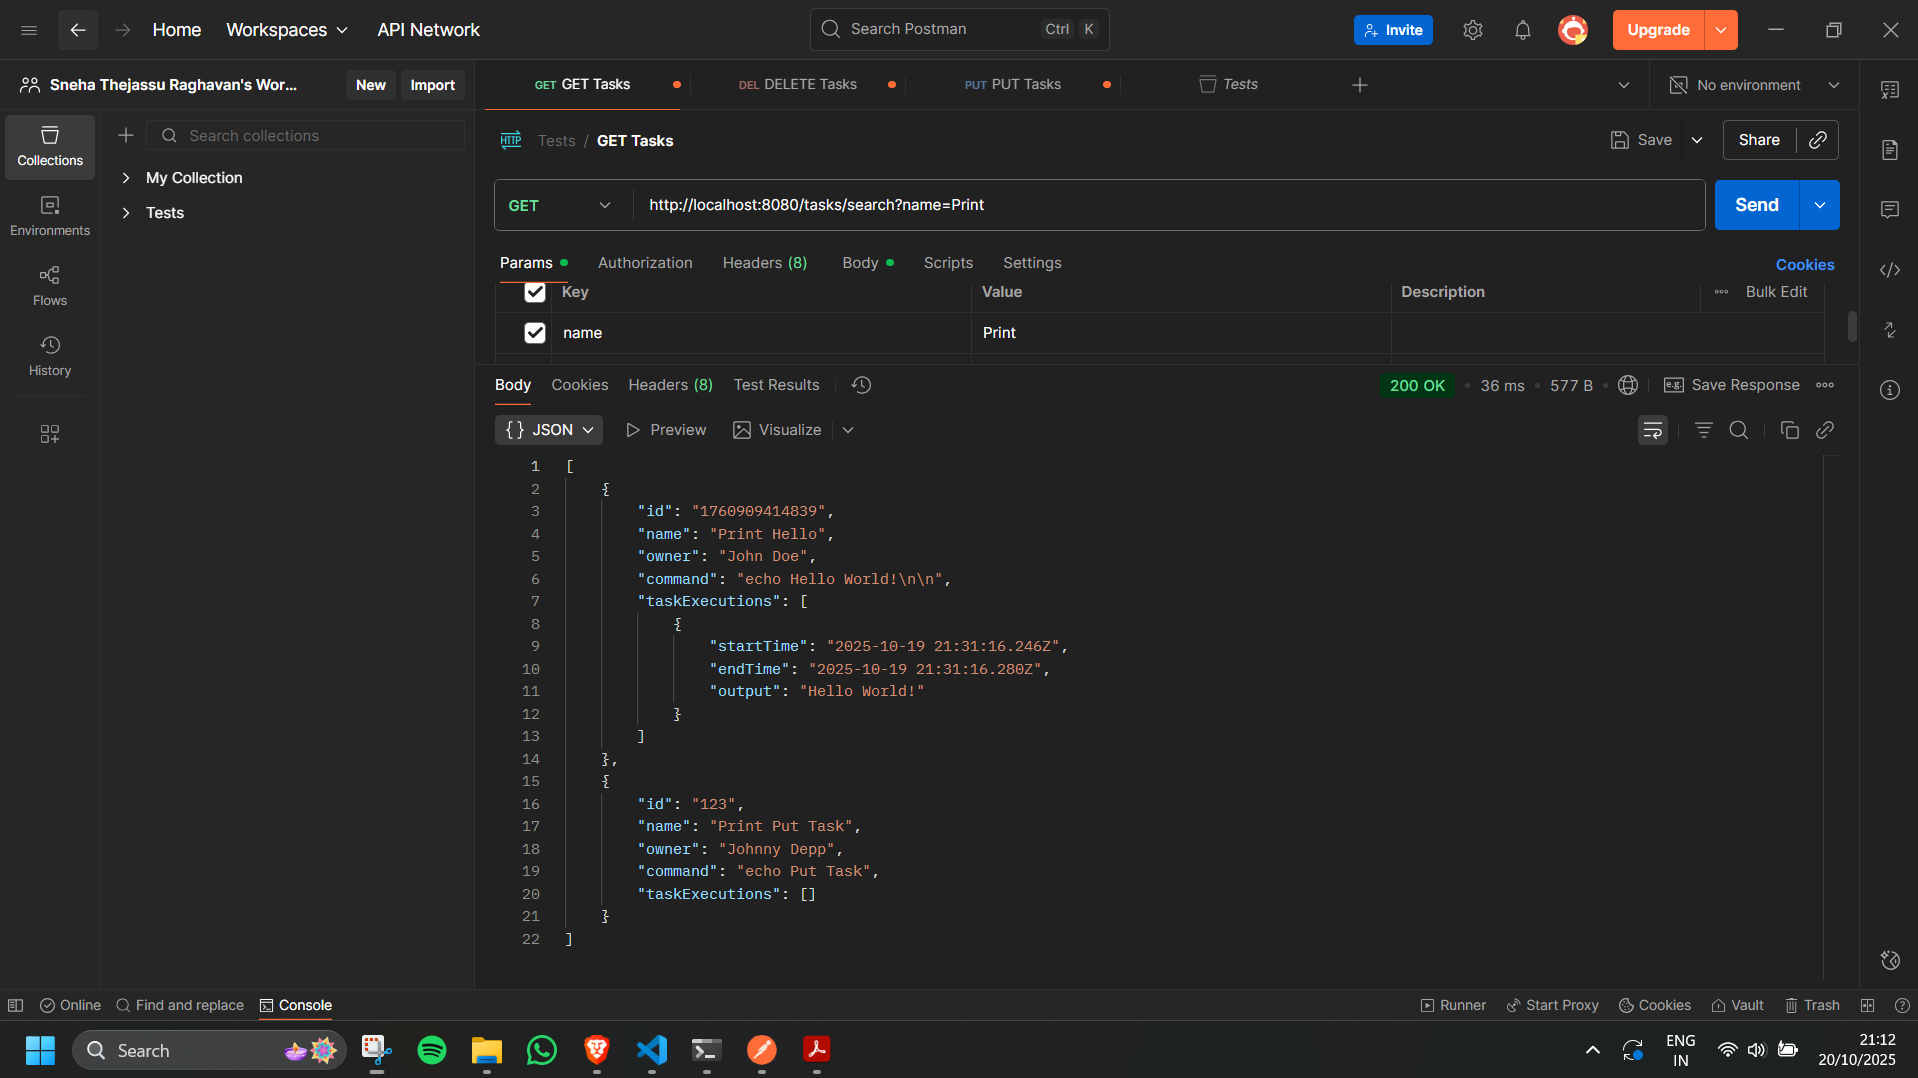 Home
Workspaces
API Network
Search Postman
Ctrl K
Invite
Upgrade
Sneha Thejassu Raghavan's Wor...
New
Import
GET GET Tasks
DEL DELETE Tasks
PUT PUT Tasks
Tests
No environment
Collections
Environments
Flows
History
Search collections
My Collection
Tests
HTTP
Tests / GET Tasks
Save
Share
GET
http://localhost:8080/tasks/search?name=Print
Send
Params
Authorization
Headers (8)
Body
Scripts
Settings
Cookies
Key
Value
Description
Bulk Edit
name
Print
Body
Cookies
Headers (8)
Test Results
200 OK
36 ms
577 B
e.g.
Save Response
{} JSON
Preview
Visualize
1 [
2 {
3 "id": "1760909414839",
4 "name": "Print Hello",
5 "owner": "John Doe",
6 "command": "echo Hello World!\n\n",
7 "taskExecutions": [
8 {
9 "startTime": "2025-10-19 21:31:16.246Z",
10 "endTime": "2025-10-19 21:31:16.280Z",
11 "output": "Hello World!"
12 }
13 ]
14 },
15 {
16 "id": "123",
17 "name": "Print Put Task",
18 "owner": "Johnny Depp",
19 "command": "echo Put Task",
20 "taskExecutions": []
21 }
22 ]
Online
Find and replace
Console
Runner
Start Proxy
Cookies
Vault
Trash
Search
ENG
IN
21:12
20/10/2025